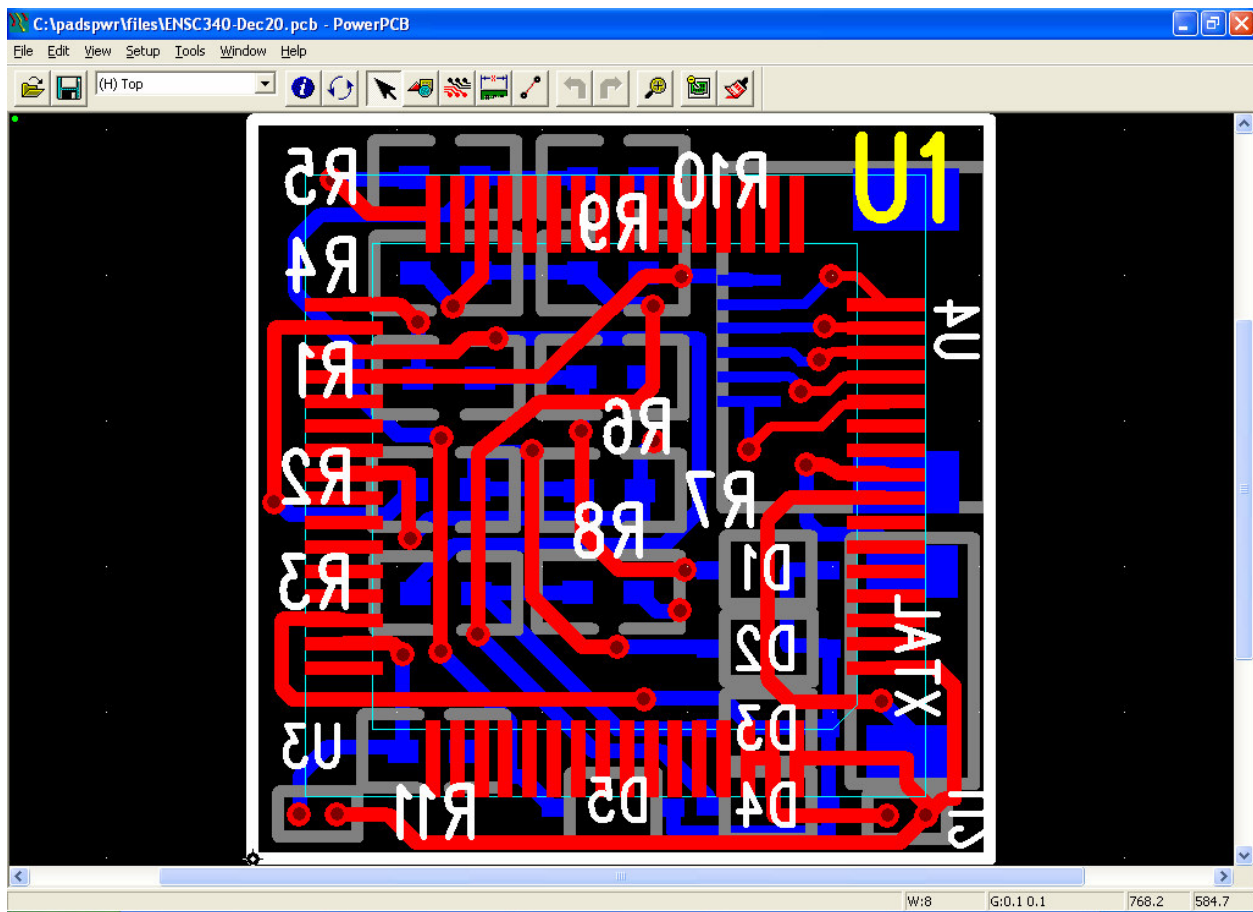 C:\padspwr\files\ENSC340-Dec20.pcb - PowerPCB
File Edit View Setup Tools Window Help
(H) Top
R5
R10
U1
R9
R4
U4
R1
R6
R2
R7
R8
D1
R3
D2
XTAL
D3
U3
D5
D4
R11
U2
W:8 G:0.1 0.1 768.2 584.7